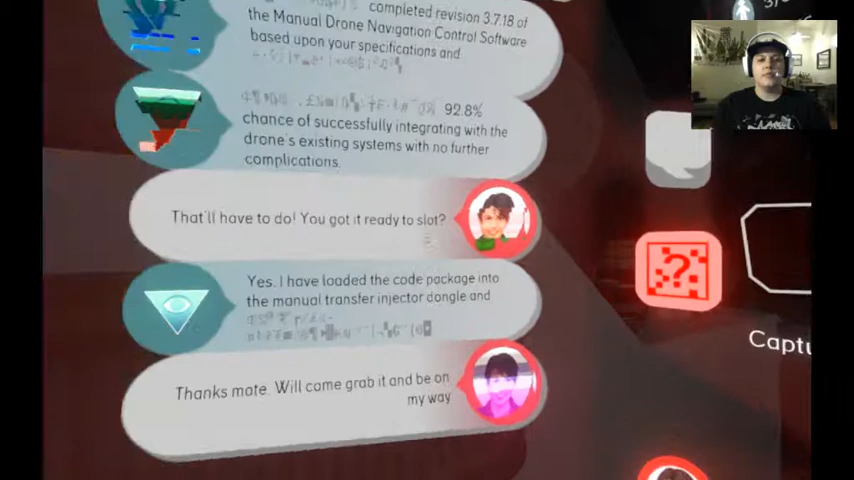 completed revision 3.7.18 of
the Manual Drone Navigation Control Software
based upon your specifications and
92.8%
chance of successfully integrating with the
drone's existing systems with no further
complications.
That'll have to do! You got it ready to slot?
Yes. I have loaded the code package into
the manual transfer injector dongle and
Thanks mate. Will came grab it and be on
my way
?
Captu